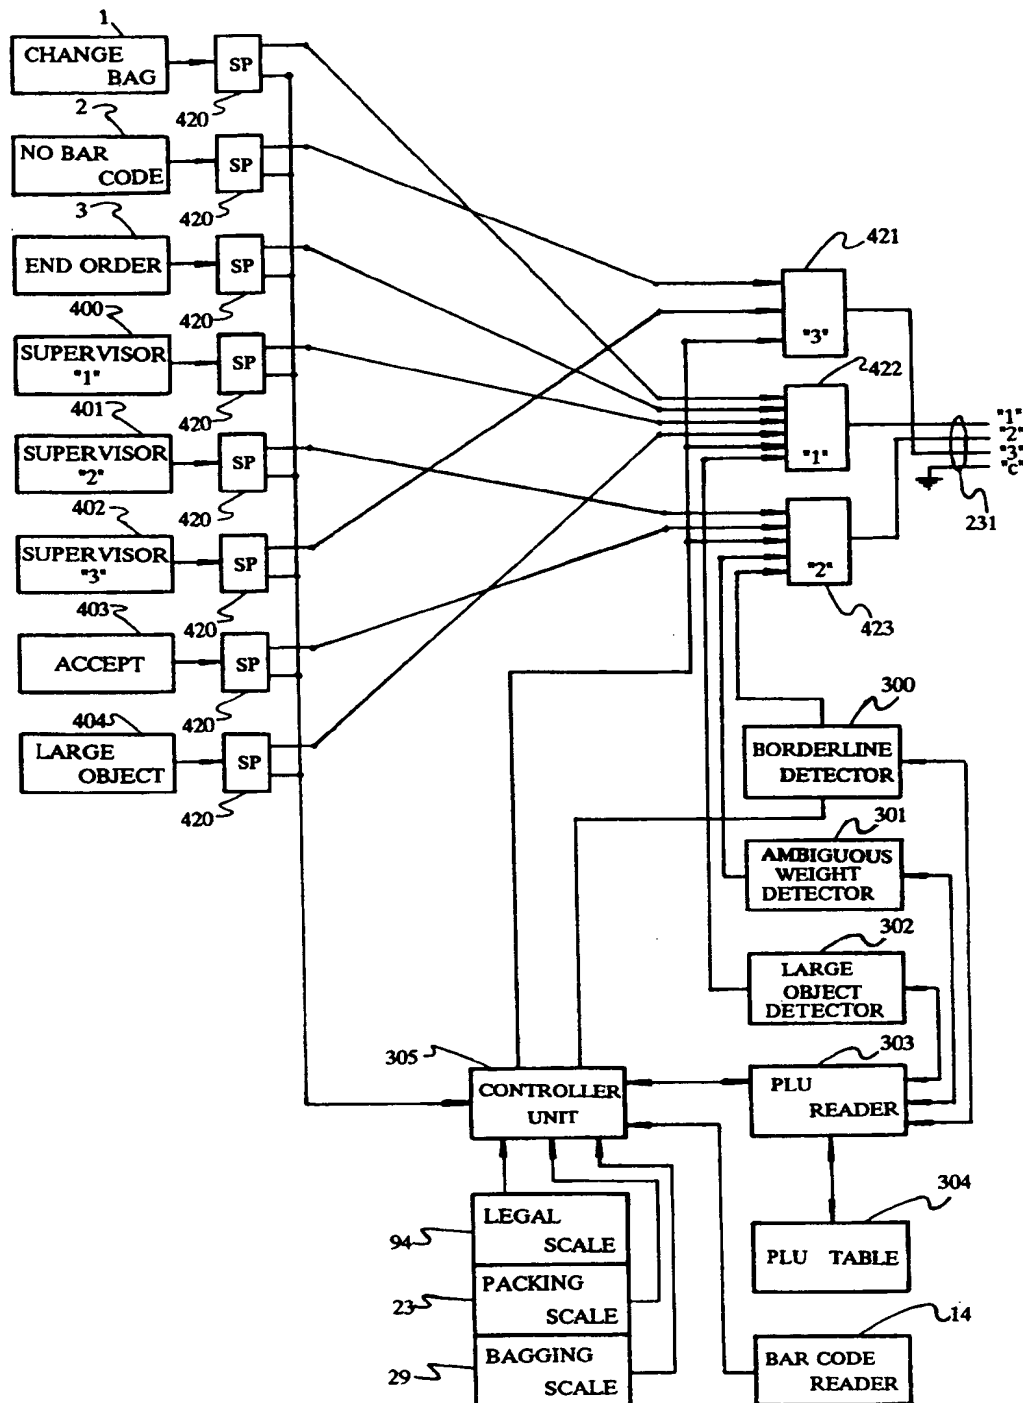 1
CHANGE
BAG
SP
420
2
NO BAR
CODE
SP
420
3
END ORDER
SP
420
400
SUPERVISOR
"1"
SP
420
401
SUPERVISOR
"2"
SP
420
402
SUPERVISOR
"3"
SP
420
403
ACCEPT
SP
420
404
LARGE
OBJECT
SP
420
421
"3"
422
"1"
"2"
423
"1"
"2"
"3"
"C"
231
300
BORDERLINE
DETECTOR
301
AMBIGUOUS
WEIGHT
DETECTOR
302
LARGE
OBJECT
DETECTOR
303
PLU
READER
305
CONTROLLER
UNIT
304
PLU TABLE
94
LEGAL
SCALE
23
PACKING
SCALE
29
BAGGING
SCALE
14
BAR CODE
READER